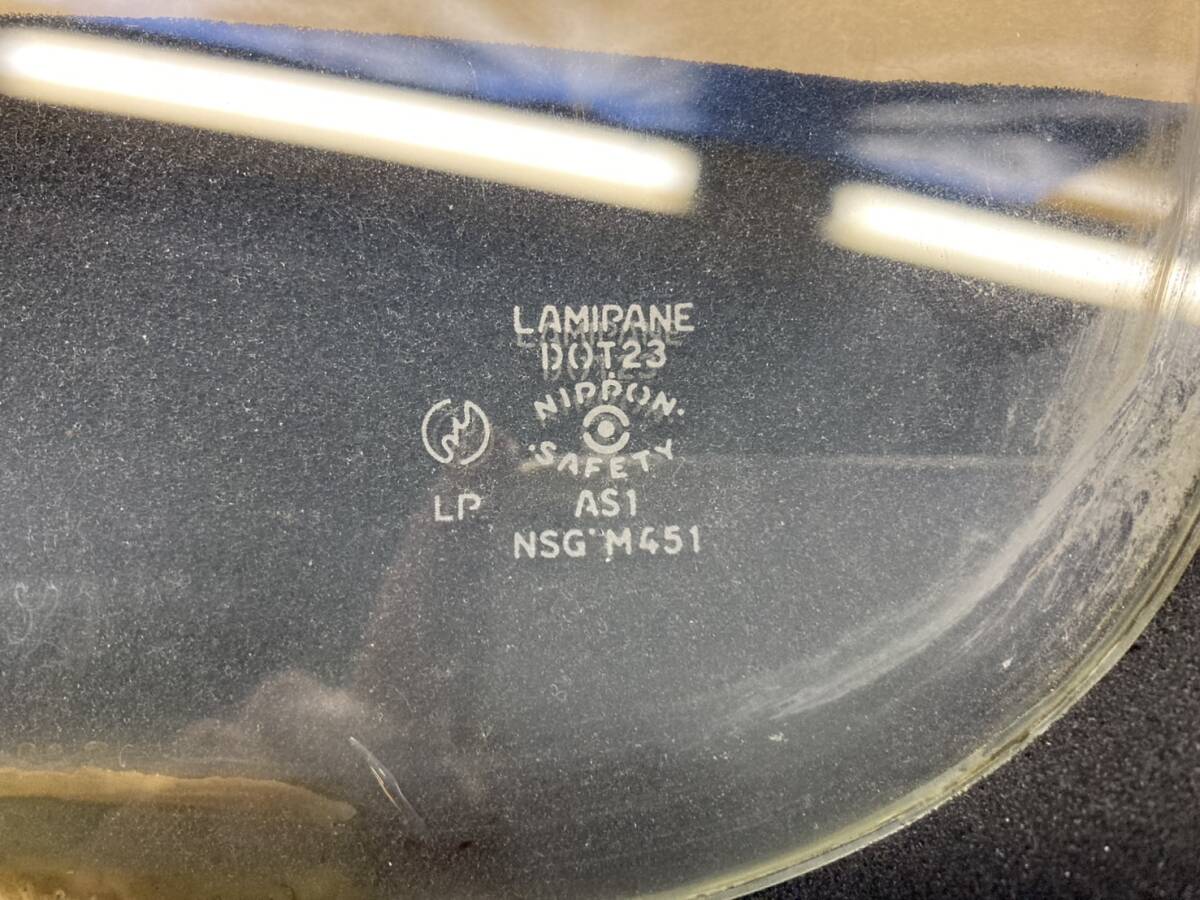 LAMIPANE
DOT23
NIPPON
SAFETY
LP AS1
NSG M451